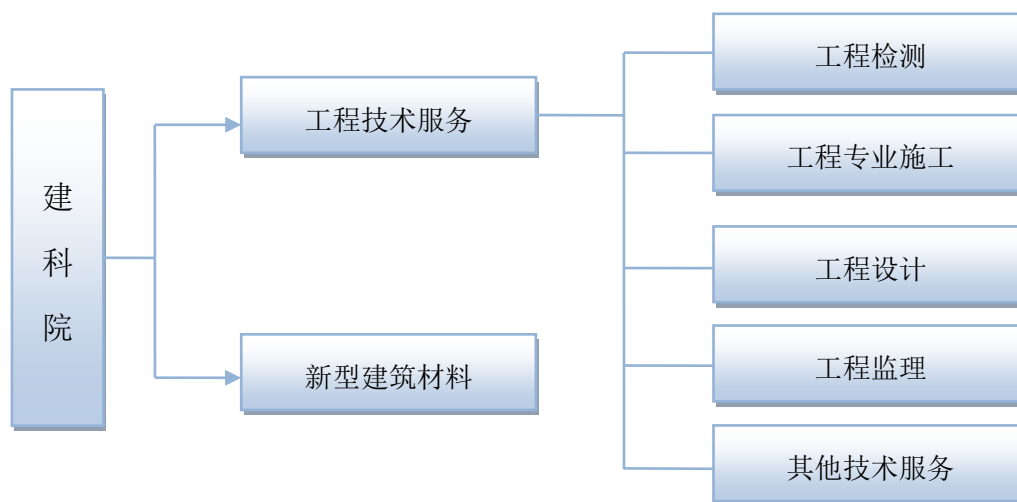 建
科
院
工程技术服务
新型建筑材料
工程检测
工程专业施工
工程设计
工程监理
其他技术服务